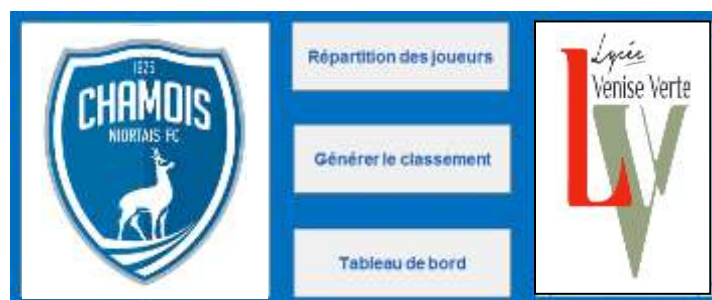 1925
CHAMOIS
NIORTAIS FC
Répartition des joueurs
Générer le classement
Tableau de bord
Lycée
Venise Verte
LV